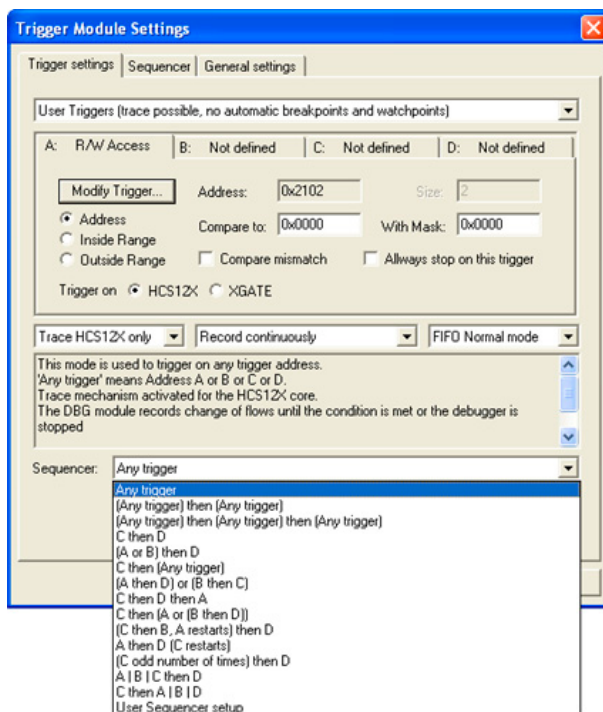 Trigger Module Settings
Trigger settings Sequencer General settings
User Triggers (trace possible, no automatic breakpoints and watchpoints)
A: R/W Access B: Not defined C: Not defined D: Not defined
Modify Trigger... Address: 0x2102 Size: 2
Address Compare to: 0x0000 With Mask: 0x0000
Inside Range
Outside Range Compare mismatch Allways stop on this trigger
Trigger on HCS12X XGATE
Trace HCS12X only Record continuously FIFO Normal mode
This mode is used to trigger on any trigger address.
'Any trigger' means Address A or B or C or D.
Trace mechanism activated for the HCS12X core.
The DBG module records change of flows until the condition is met or the debugger is
stopped
Sequencer: Any trigger
Any trigger
(Any trigger) then (Any trigger)
(Any trigger) then (Any trigger) then (Any trigger)
C then D
(A or B) then D
C then (Any trigger)
(A then D) or (B then C)
C then D then A
C then (A or (B then D))
(C then B, A restarts) then D
A then D (C restarts)
(C odd number of times) then D
A | B | C then D
C then A | B | D
User Sequencer setup